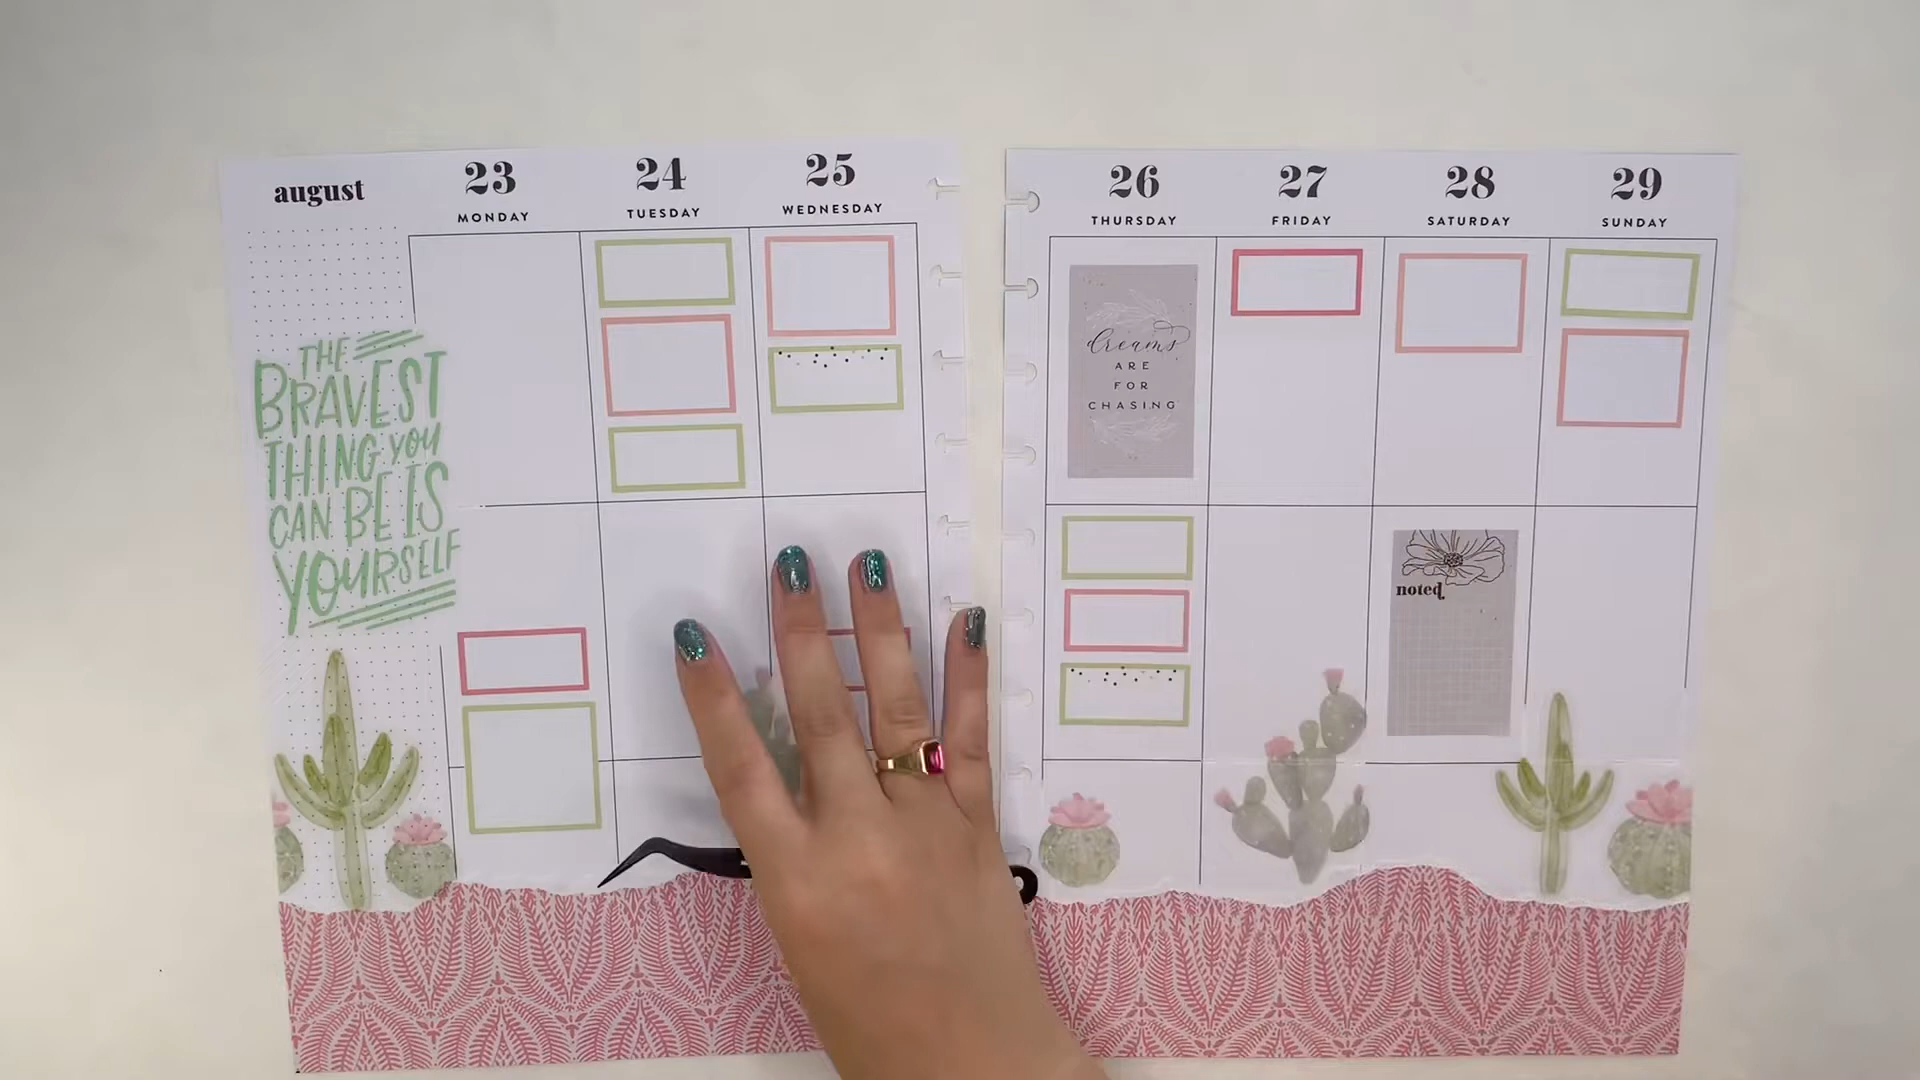 august
23
MONDAY
24
TUESDAY
25
WEDNESDAY
26
THURSDAY
27
FRIDAY
28
SATURDAY
29
SUNDAY
THE
BRAVEST
THING YOU
CAN BE IS
YOURSELF
dreams
ARE
FOR
CHASING
noted.